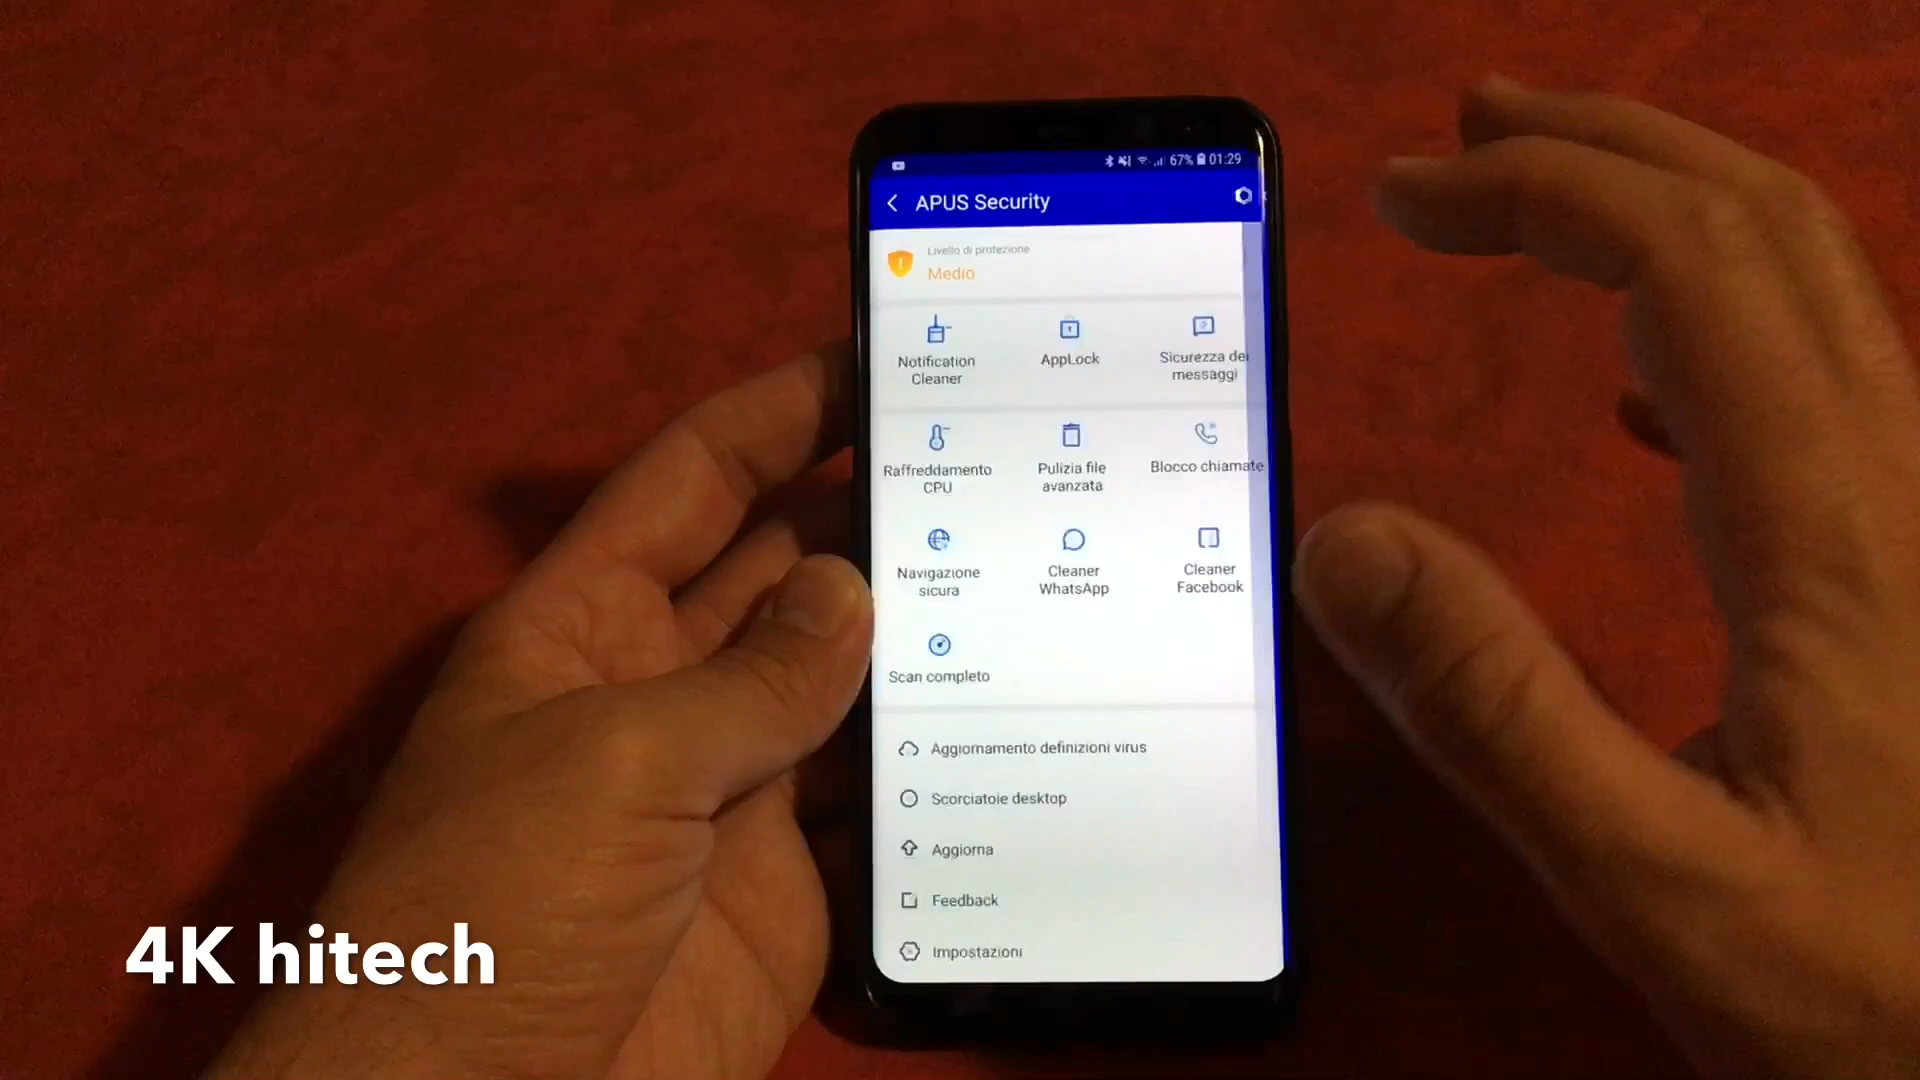 67% 01:29
APUS Security
Livello di protezione
Medio
Notification
Cleaner
AppLock
Sicurezza dei
messaggi
Raffreddamento
CPU
Pulizia file
avanzata
Blocco chiamate
Navigazione
sicura
Cleaner
WhatsApp
Cleaner
Facebook
Scan completo
Aggiornamento definizioni virus
Scorciatoie desktop
Aggiorna
Feedback
Impostazioni
4K hitech